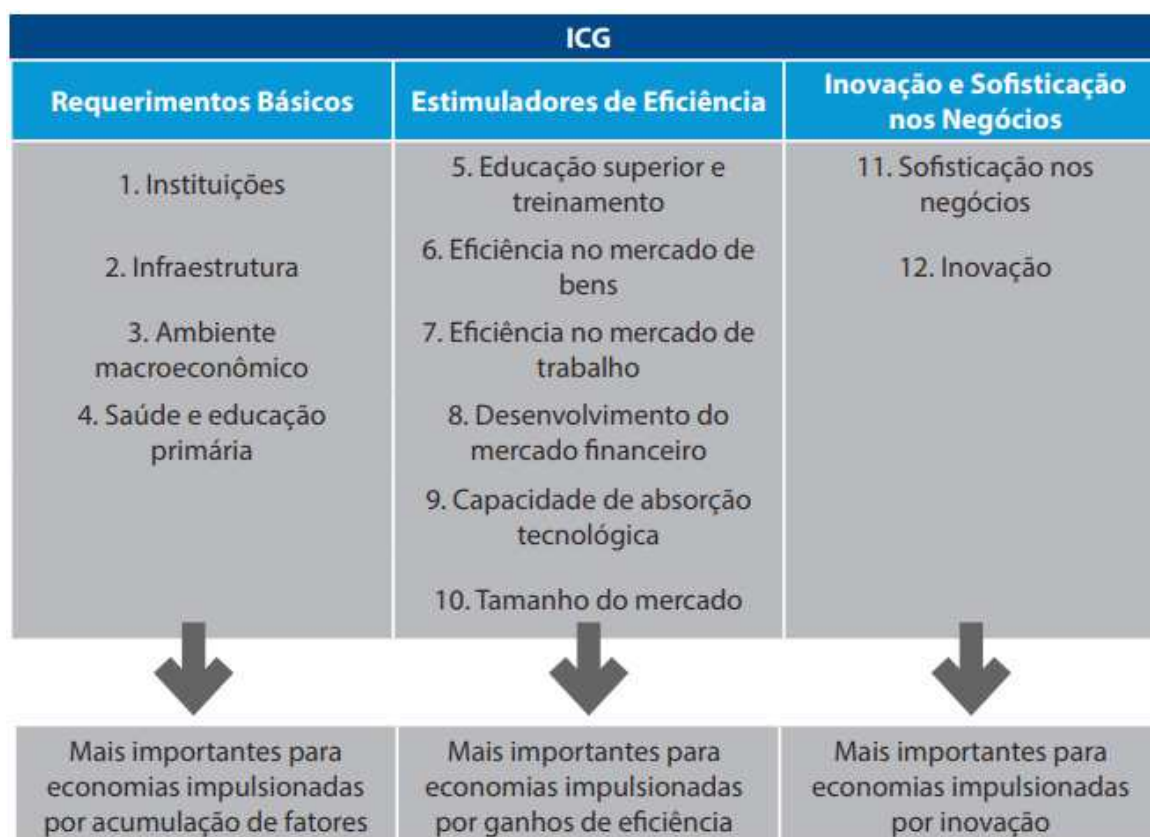 ICG
Requerimentos Básicos
Estimuladores de Eficiência
Inovação e Sofisticação
nos Negócios
1. Instituições
2. Infraestrutura
3. Ambiente
macroeconômico
4. Saúde e educação
primária
5. Educação superior e
treinamento
6. Eficiência no mercado de
bens
7. Eficiência no mercado de
trabalho
8. Desenvolvimento do
mercado financeiro
9. Capacidade de absorção
tecnológica
10. Tamanho do mercado
11. Sofisticação nos
negócios
12. Inovação
Mais importantes para
economias impulsionadas
por acumulação de fatores
Mais importantes para
economias impulsionadas
por ganhos de eficiência
Mais importantes para
economias impulsionadas
por inovação